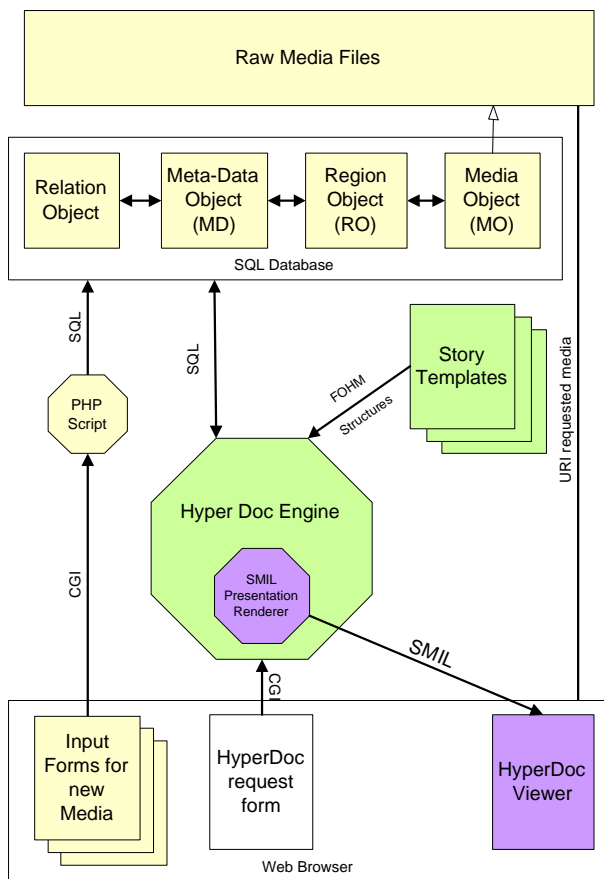 Raw Media Files
Relation
Object
Meta-Data
Object
(MD)
Region
Object
(RO)
Media
Object
(MO)
SQL Database
SQL
SQL
Story
Templates
FOHM
Structures
URI requested media
PHP
Script
Hyper Doc Engine
SMIL
Presentation
Renderer
CGI
SMIL
CGI
Input
Forms for
new
Media
HyperDoc
request
form
HyperDoc
Viewer
Web Browser